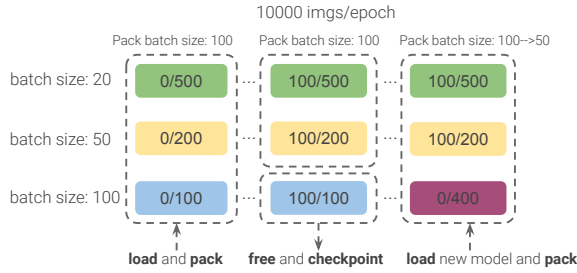 10000 imgs/epoch
Pack batch size: 100 Pack batch size: 100 Pack batch size: 100-->50
batch size: 20 0/500 ... 100/500 ... 100/500
batch size: 50 0/200 ... 100/200 ... 100/200
batch size: 100 0/100 ... 100/100 ... 0/400
load and pack free and checkpoint load new model and pack